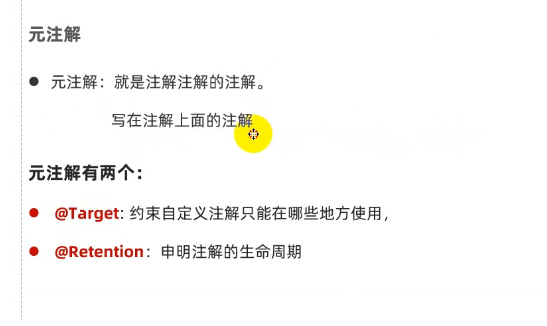 元注解
元注解：就是注解注解的注解。
写在注解上面的注解
元注解有两个：
@Target: 约束自定义注解只能在哪些地方使用，
@Retention：申明注解的生命周期